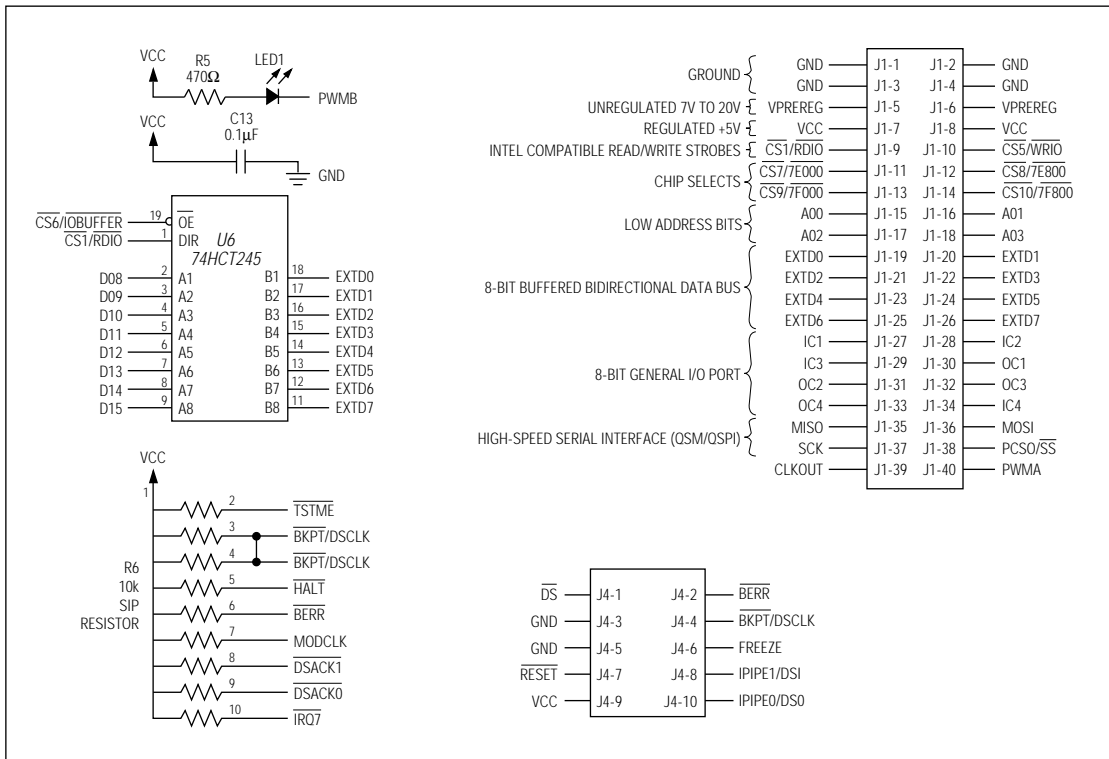 VCC
R5
470Ω
LED1
PWMB
VCC
C13
0.1µF
GND
CS6/IOBUFFER 19 OE
CS1/RDIO 1 DIR
U6
74HCT245
D08 2 A1 B1 18 EXTD0
D09 3 A2 B2 17 EXTD1
D10 4 A3 B3 16 EXTD2
D11 5 A4 B4 15 EXTD3
D12 6 A5 B5 14 EXTD4
D13 7 A6 B6 13 EXTD5
D14 8 A7 B7 12 EXTD6
D15 9 A8 B8 11 EXTD7
VCC
1
R6
10k
SIP
RESISTOR
2 TSTME
3 BKPT/DSCLK
4 BKPT/DSCLK
5 HALT
6 BERR
7 MODCLK
8 DSACK1
9 DSACK0
10 IRQ7
GROUND
UNREGULATED 7V TO 20V
REGULATED +5V
INTEL COMPATIBLE READ/WRITE STROBES
CHIP SELECTS
LOW ADDRESS BITS
8-BIT BUFFERED BIDIRECTIONAL DATA BUS
8-BIT GENERAL I/O PORT
HIGH-SPEED SERIAL INTERFACE (QSM/QSPI)
GND J1-1 J1-2 GND
GND J1-3 J1-4 GND
VPREREG J1-5 J1-6 VPREREG
VCC J1-7 J1-8 VCC
CS1/RDIO J1-9 J1-10 CS5/WRIO
CS7/7E000 J1-11 J1-12 CS8/7E800
CS9/7F000 J1-13 J1-14 CS10/7F800
A00 J1-15 J1-16 A01
A02 J1-17 J1-18 A03
EXTD0 J1-19 J1-20 EXTD1
EXTD2 J1-21 J1-22 EXTD3
EXTD4 J1-23 J1-24 EXTD5
EXTD6 J1-25 J1-26 EXTD7
IC1 J1-27 J1-28 IC2
IC3 J1-29 J1-30 OC1
OC2 J1-31 J1-32 OC3
OC4 J1-33 J1-34 IC4
MISO J1-35 J1-36 MOSI
SCK J1-37 J1-38 PCSO/SS
CLKOUT J1-39 J1-40 PWMA
DS J4-1 J4-2 BERR
GND J4-3 J4-4 BKPT/DSCLK
GND J4-5 J4-6 FREEZE
RESET J4-7 J4-8 IPIPE1/DSI
VCC J4-9 J4-10 IPIPE0/DS0